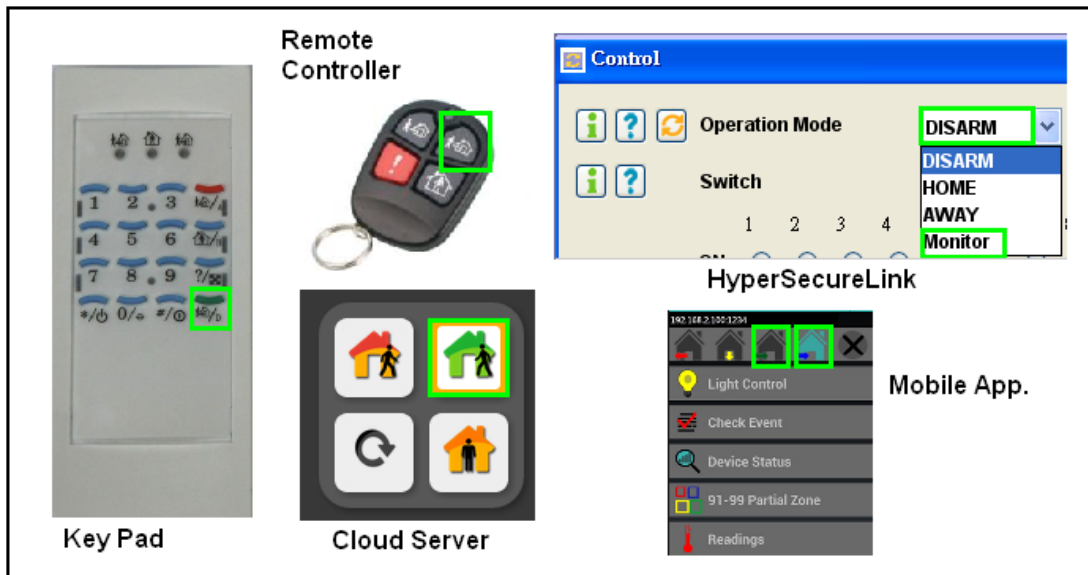 Remote
Controller
Control
Operation Mode
DISARM
DISARM
HOME
AWAY
Monitor
Switch
1 2 3 4
HyperSecureLink
1 2 3
4 5 6
7 8 9 ?/
*/ 0/ #/
Key Pad
!
Cloud Server
192.168.2.100:1234
Light Control
Check Event
Device Status
91-99 Partial Zone
Readings
Mobile App.